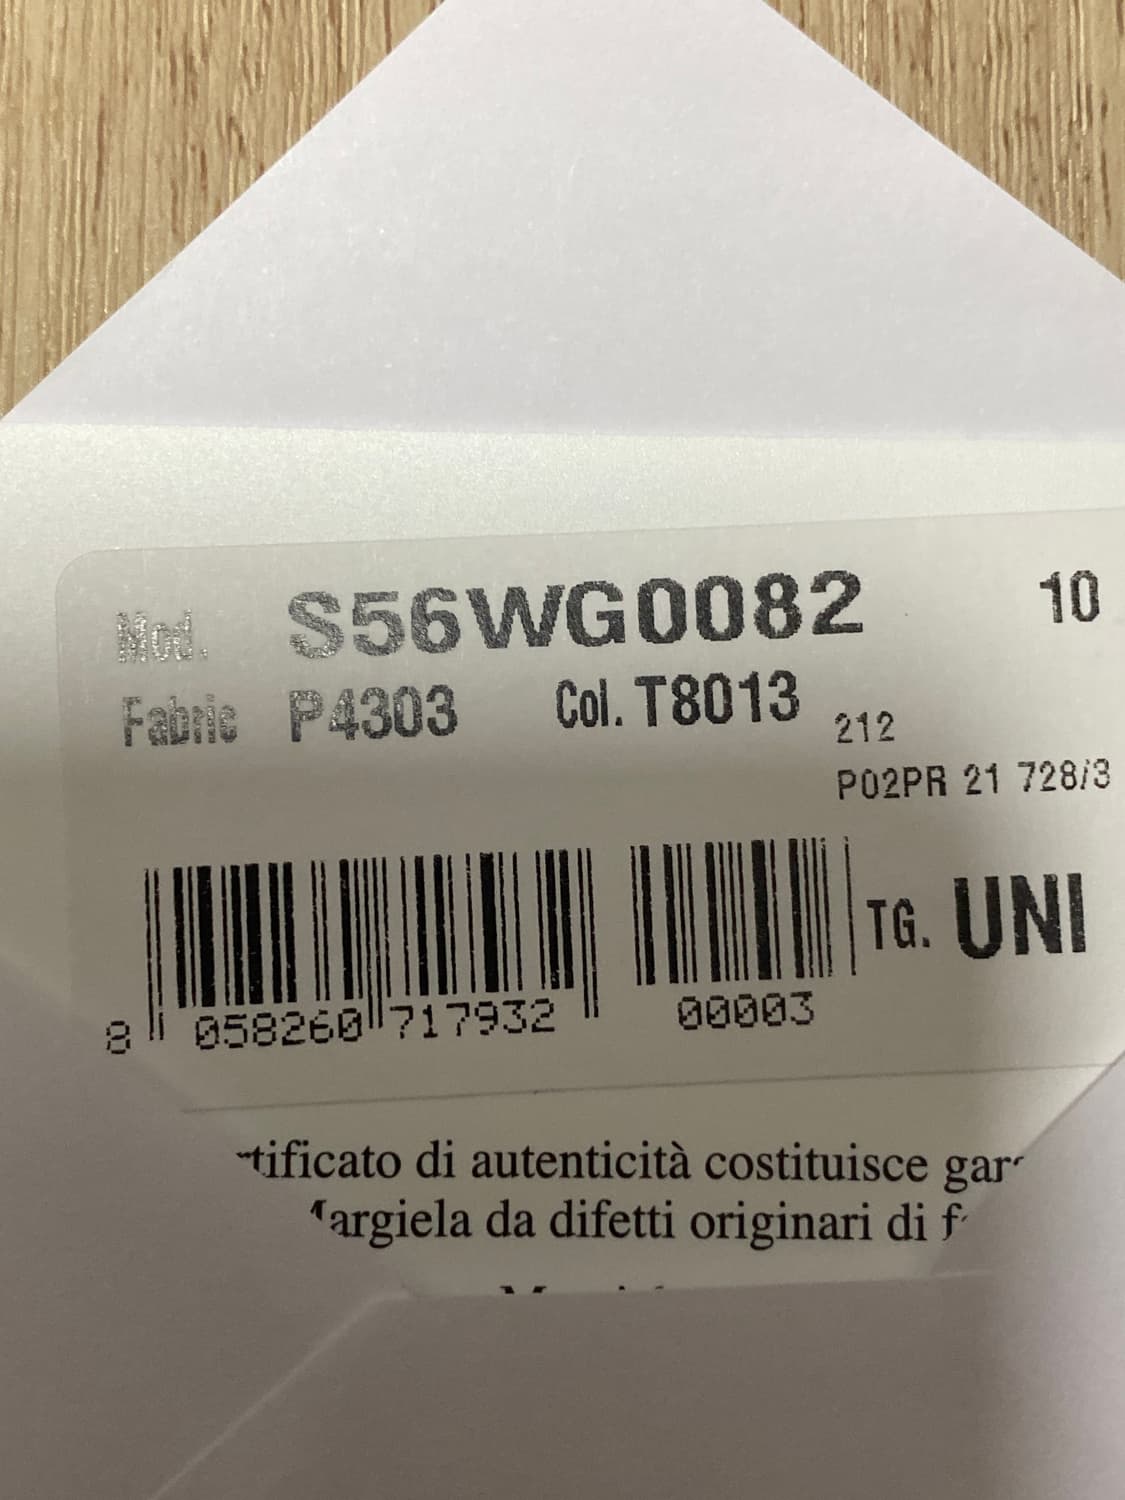 Mod. S56WG0082 10
Fabric P4303 Col. T8013 212
P02PR 21 728/3
TG. UNI
8 058260 717932 00003
tificato di autenticità costituisce gar
argiela da difetti originari di f